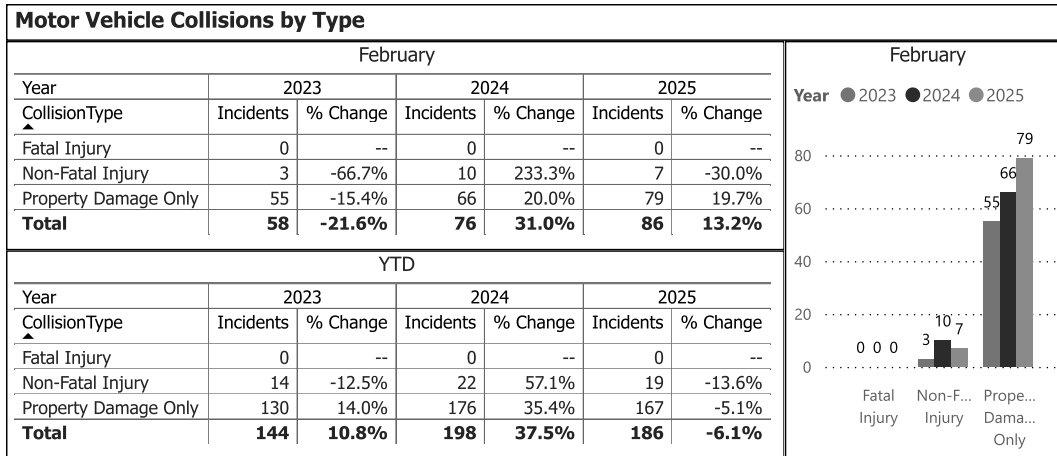 Motor Vehicle Collisions by Type
February
Year 2023 2024 2025
CollisionType Incidents % Change Incidents % Change Incidents % Change
Fatal Injury 0 -- 0 -- 0 --
Non-Fatal Injury 3 -66.7% 10 233.3% 7 -30.0%
Property Damage Only 55 -15.4% 66 20.0% 79 19.7%
Total 58 -21.6% 76 31.0% 86 13.2%
YTD
Year 2023 2024 2025
CollisionType Incidents % Change Incidents % Change Incidents % Change
Fatal Injury 0 -- 0 -- 0 --
Non-Fatal Injury 14 -12.5% 22 57.1% 19 -13.6%
Property Damage Only 130 14.0% 176 35.4% 167 -5.1%
Total 144 10.8% 198 37.5% 186 -6.1%
February
Year 2023 2024 2025
79
80
66
55
60
40
20
10
7
3
0 0 0
0
Fatal Non-F... Prope...
Injury Injury Dama...
Only